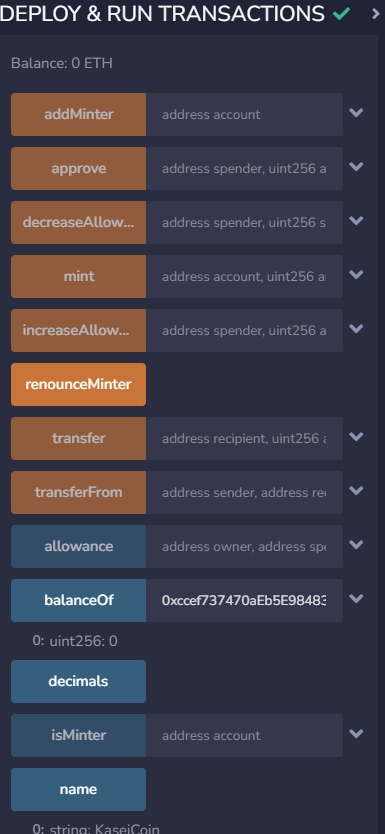 DEPLOY & RUN TRANSACTIONS
Balance: 0 ETH
addMinter address account
approve address spender, uint256 a
decreaseAllow... address spender, uint256 s
mint address account, uint256 a
increaseAllow... address spender, uint256 a
renounceMinter
transfer address recipient, uint256 a
transferFrom address sender, address rec
allowance address owner, address spe
balanceOf 0xccef737470aEb5E98483
0: uint256: 0
decimals
isMinter address account
name
0: string: KaseiCoin